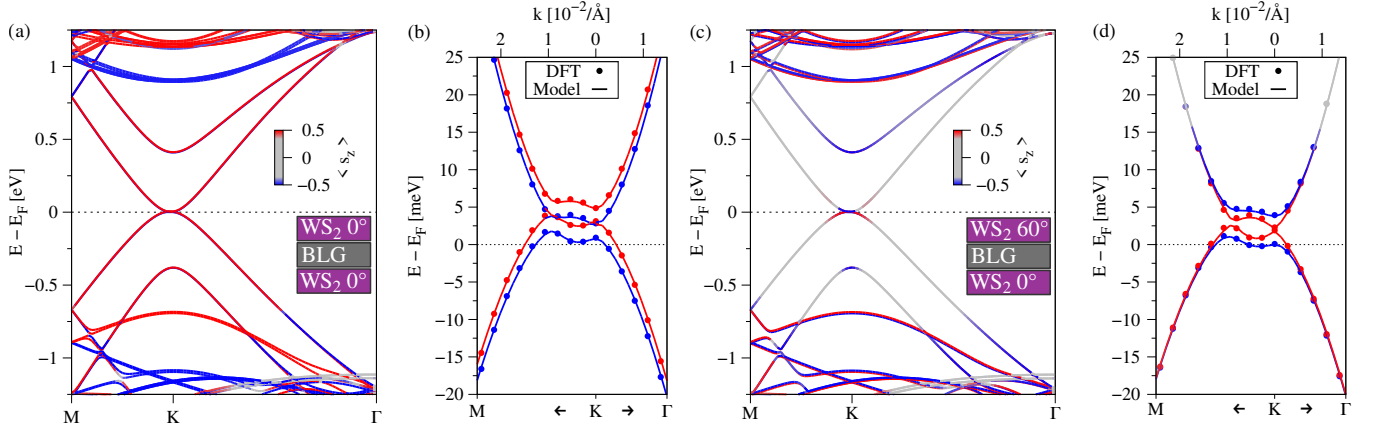 (a)
E − E_F [eV]
1
0.5
0
−0.5
−1
M
K
Γ
0.5
0
−0.5
< s_z >
WS₂ 0°
BLG
WS₂ 0°
(b)
k [10⁻²/Å]
2
1
0
1
DFT
Model
E − E_F [meV]
25
20
15
10
5
0
−5
−10
−15
−20
M
←
K
→
Γ
(c)
E − E_F [eV]
1
0.5
0
−0.5
−1
M
K
Γ
0.5
0
−0.5
< s_z >
WS₂ 60°
BLG
WS₂ 0°
(d)
k [10⁻²/Å]
2
1
0
1
DFT
Model
E − E_F [meV]
25
20
15
10
5
0
−5
−10
−15
−20
M
←
K
→
Γ